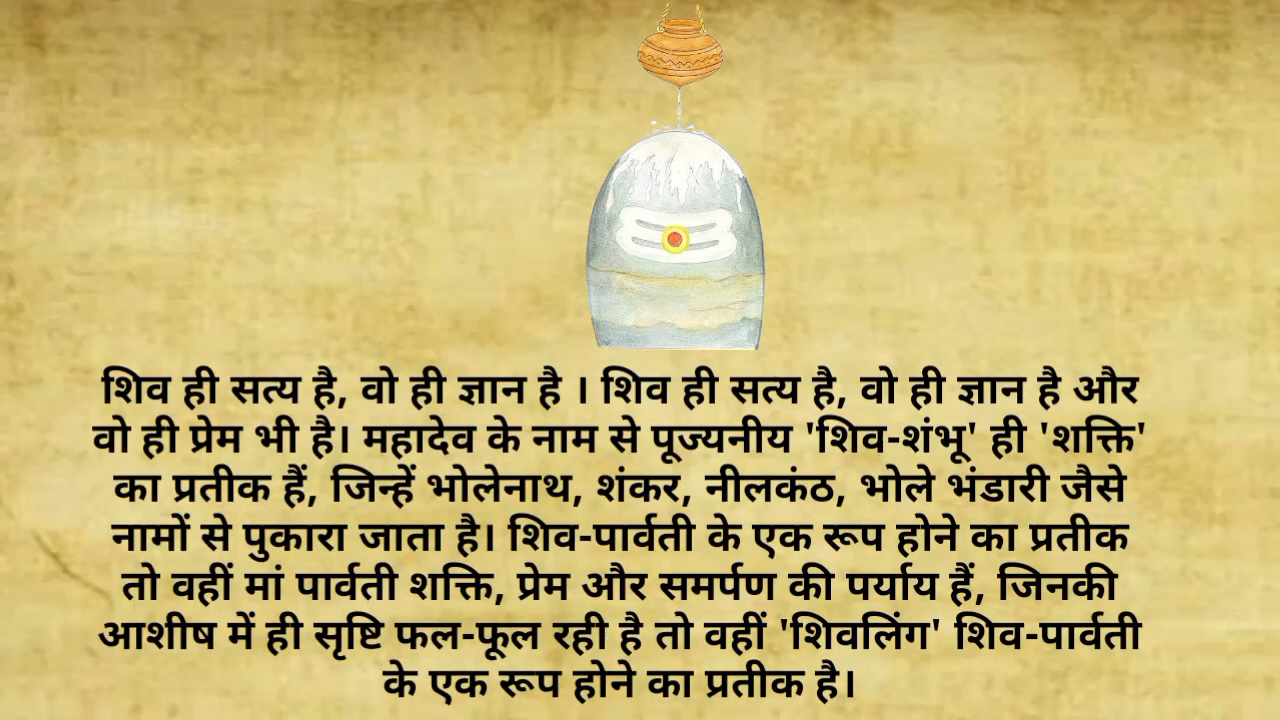 शिव ही सत्य है, वो ही ज्ञान है । शिव ही सत्य है, वो ही ज्ञान है और
वो ही प्रेम भी है। महादेव के नाम से पूज्यनीय 'शिव-शंभू' ही 'शक्ति'
का प्रतीक हैं, जिन्हें भोलेनाथ, शंकर, नीलकंठ, भोले भंडारी जैसे
नामों से पुकारा जाता है। शिव-पार्वती के एक रूप होने का प्रतीक
तो वहीं मां पार्वती शक्ति, प्रेम और समर्पण की पर्याय हैं, जिनकी
आशीष में ही सृष्टि फल-फूल रही है तो वहीं 'शिवलिंग' शिव-पार्वती
के एक रूप होने का प्रतीक है।